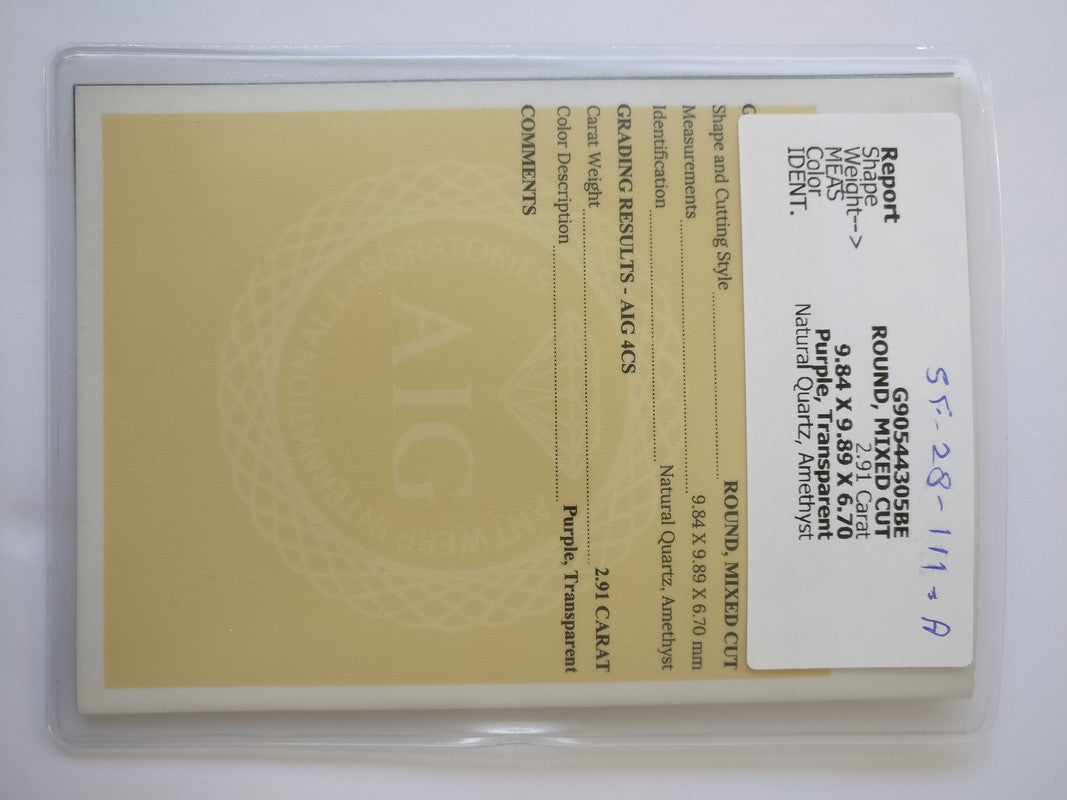 SF-28-111-A
Report G90544305BE
Shape ROUND, MIXED CUT
Weight--> 2.91 Carat
MEAS 9.84 X 9.89 X 6.70
Color Purple, Transparent
IDENT. Natural Quartz, Amethyst
G
Shape and Cutting Style ROUND, MIXED CUT
Measurements 9.84 X 9.89 X 6.70 mm
Identification Natural Quartz, Amethyst
GRADING RESULTS - AIG 4CS
Carat Weight 2.91 CARAT
Color Description Purple, Transparent
COMMENTS
AIG
LABORATORIES